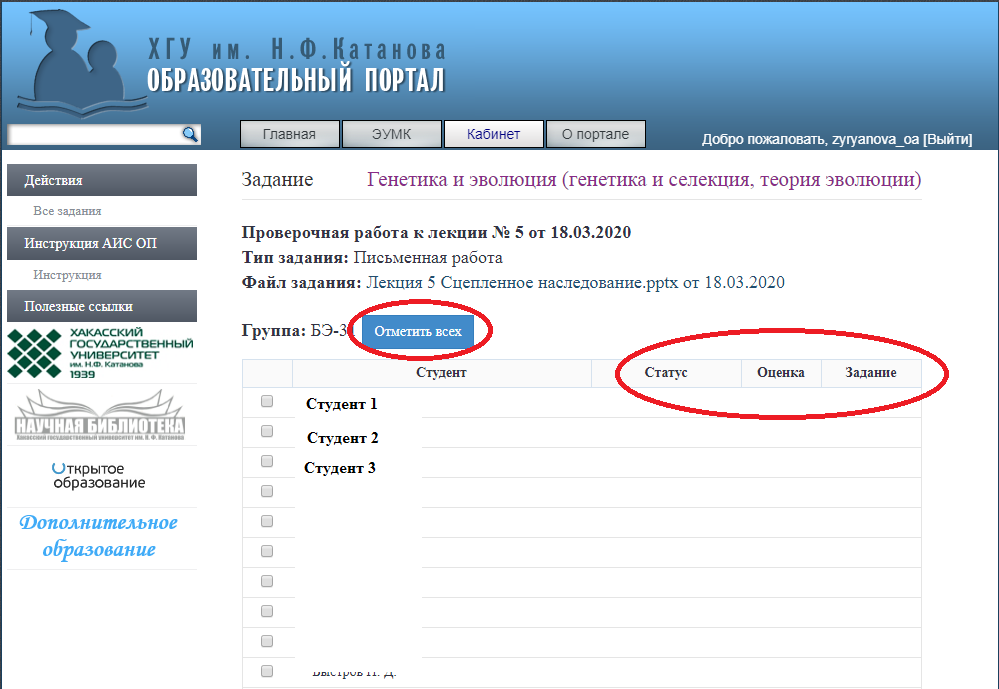 ХГУ им. Н.Ф.Катанова
ОБРАЗОВАТЕЛЬНЫЙ ПОРТАЛ
Главная
ЭУМК
Кабинет
О портале
Добро пожаловать, zyryanova_oa [Выйти]
Действия
Все задания
Инструкция АИС ОП
Инструкция
Полезные ссылки
ХАКАССКИЙ
ГОСУДАРСТВЕННЫЙ
УНИВЕРСИТЕТ
им. Н.Ф. Катанова
1939
НАУЧНАЯ БИБЛИОТЕКА
Хакасский государственный университет им. Н. Ф. Катанова
Открытое
образование
Дополнительное
образование
Задание Генетика и эволюция (генетика и селекция, теория эволюции)
Проверочная работа к лекции № 5 от 18.03.2020
Тип задания: Письменная работа
Файл задания: Лекция 5 Сцепленное наследование.pptx от 18.03.2020
Группа: БЭ-3 Отметить всех
Студент Статус Оценка Задание
Студент 1
Студент 2
Студент 3
Быстров Н. Д.